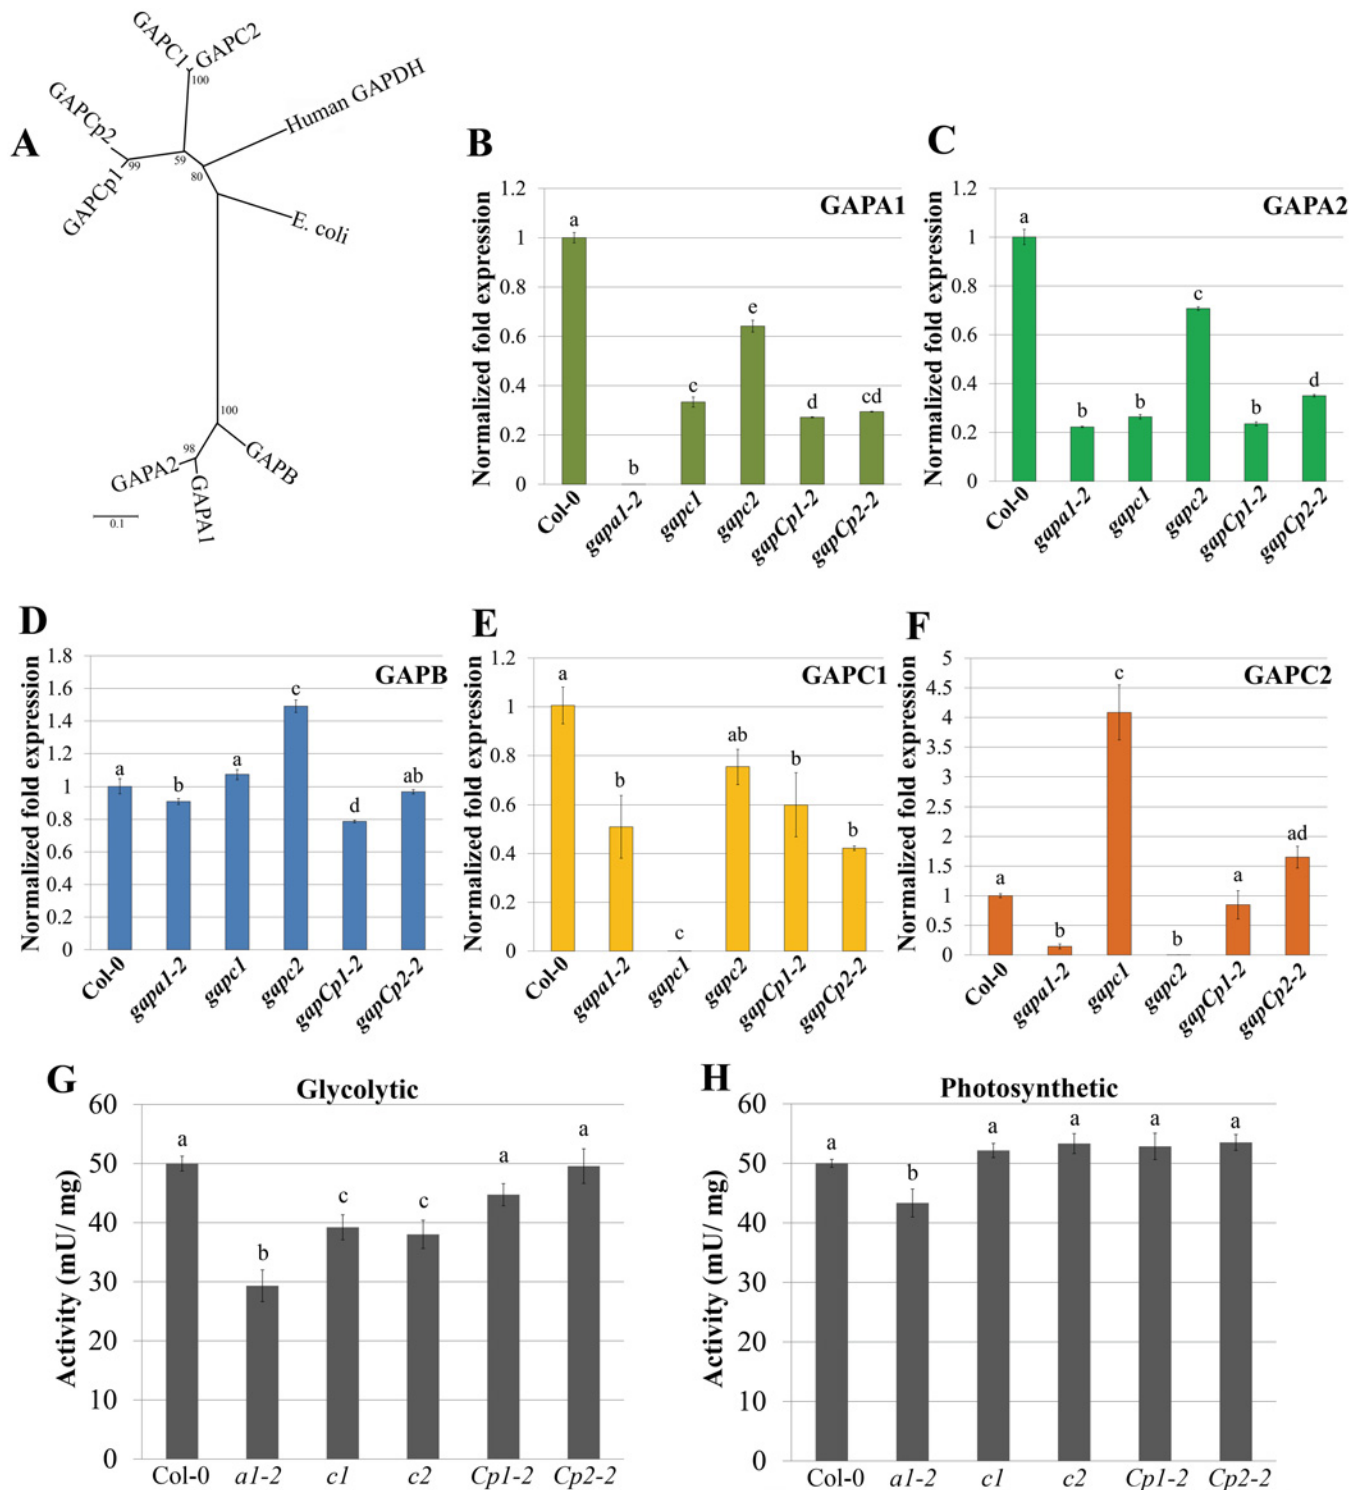 A
GAPC1
GAPC2
100
GAPCp2
GAPCp1
99
59
80
Human GAPDH
E. coli
100
98
GAPA2
GAPA1
GAPB
0.1
B
GAPA1
Normalized fold expression
1.2
1
0.8
0.6
0.4
0.2
0
a
b
c
e
d
cd
Col-0
gapa1-2
gapc1
gapc2
gapCp1-2
gapCp2-2
C
GAPA2
Normalized fold expression
1.2
1
0.8
0.6
0.4
0.2
0
a
b
b
c
b
d
Col-0
gapa1-2
gapc1
gapc2
gapCp1-2
gapCp2-2
D
GAPB
Normalized fold expression
1.8
1.6
1.4
1.2
1
0.8
0.6
0.4
0.2
0
a
b
a
c
d
ab
Col-0
gapa1-2
gapc1
gapc2
gapCp1-2
gapCp2-2
E
GAPC1
Normalized fold expression
1.2
1
0.8
0.6
0.4
0.2
0
a
b
c
ab
b
b
Col-0
gapa1-2
gapc1
gapc2
gapCp1-2
gapCp2-2
F
GAPC2
Normalized fold expression
5
4.5
4
3.5
3
2.5
2
1.5
1
0.5
0
a
b
c
b
a
ad
Col-0
gapa1-2
gapc1
gapc2
gapCp1-2
gapCp2-2
G
Glycolytic
Activity (mU/ mg)
60
50
40
30
20
10
0
a
b
c
c
a
a
Col-0 a1-2 c1 c2 Cp1-2 Cp2-2
H
Photosynthetic
Activity (mU/ mg)
60
50
40
30
20
10
0
a
b
a
a
a
a
Col-0 a1-2 c1 c2 Cp1-2 Cp2-2